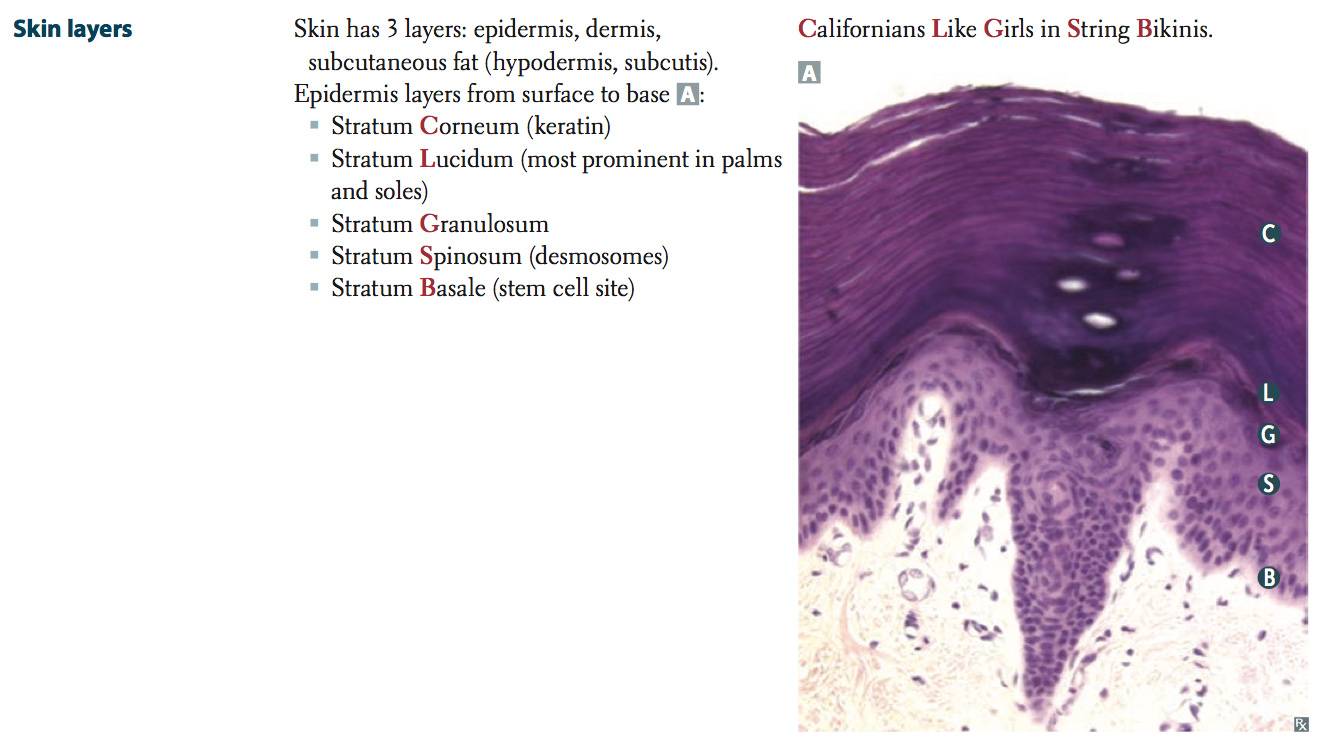 Skin layers
Skin has 3 layers: epidermis, dermis,
subcutaneous fat (hypodermis, subcutis).
Epidermis layers from surface to base A:
▪ Stratum Corneum (keratin)
▪ Stratum Lucidum (most prominent in palms
and soles)
▪ Stratum Granulosum
▪ Stratum Spinosum (desmosomes)
▪ Stratum Basale (stem cell site)
Californians Like Girls in String Bikinis.
A
C
L
G
S
B
℞